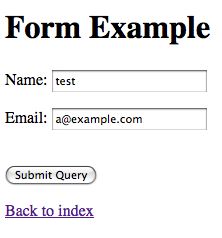 Form Example
Name: test
Email: a@example.com
Submit Query
Back to index